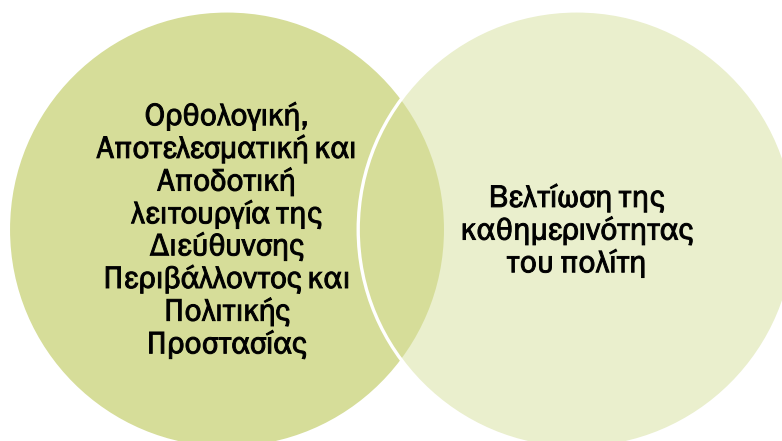 Ορθολογική,
Αποτελεσματική και
Αποδοτική
λειτουργία της
Διεύθυνσης
Περιβάλλοντος και
Πολιτικής
Προστασίας
Βελτίωση της
καθημερινότητας
του πολίτη